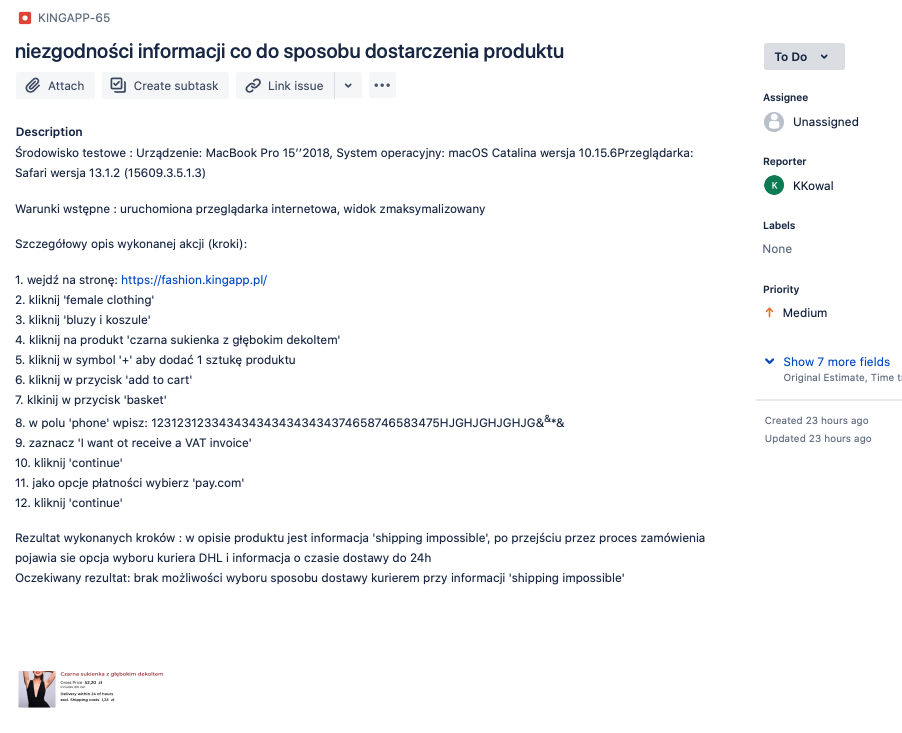 KINGAPP-65
niezgodności informacji co do sposobu dostarczenia produktu
Attach
Create subtask
Link issue
To Do
Assignee
Unassigned
Reporter
K
KKowal
Labels
None
Priority
Medium
Show 7 more fields
Original Estimate, Time t
Created 23 hours ago
Updated 23 hours ago
Description
Środowisko testowe : Urządzenie: MacBook Pro 15’’2018, System operacyjny: macOS Catalina wersja 10.15.6Przeglądarka:
Safari wersja 13.1.2 (15609.3.5.1.3)
Warunki wstępne : uruchomiona przeglądarka internetowa, widok zmaksymalizowany
Szczegółowy opis wykonanej akcji (kroki):
1. wejdź na stronę: https://fashion.kingapp.pl/
2. kliknij 'female clothing'
3. kliknij 'bluzy i koszule'
4. kliknij na produkt 'czarna sukienka z głębokim dekoltem'
5. kliknij w symbol '+' aby dodać 1 sztukę produktu
6. kliknij w przycisk 'add to cart'
7. klkinij w przycisk 'basket'
8. w polu 'phone' wpisz: 12312312334343434343434343746587465834​75HJGHJGHJGHJG&&*&
9. zaznacz 'I want ot receive a VAT invoice'
10. kliknij 'continue'
11. jako opcje płatności wybierz 'pay.com'
12. kliknij 'continue'
Rezultat wykonanych kroków : w opisie produktu jest informacja 'shipping impossible', po przejściu przez proces zamówienia
pojawia sie opcja wyboru kuriera DHL i informacja o czasie dostawy do 24h
Oczekiwany rezultat: brak możliwości wyboru sposobu dostawy kurierem przy informacji 'shipping impossible'
Czarna sukienka z głębokim dekoltem
Gross Price 52,20 zł
Delivery within 24 of hours
excl. Shipping costs 1,23 zł